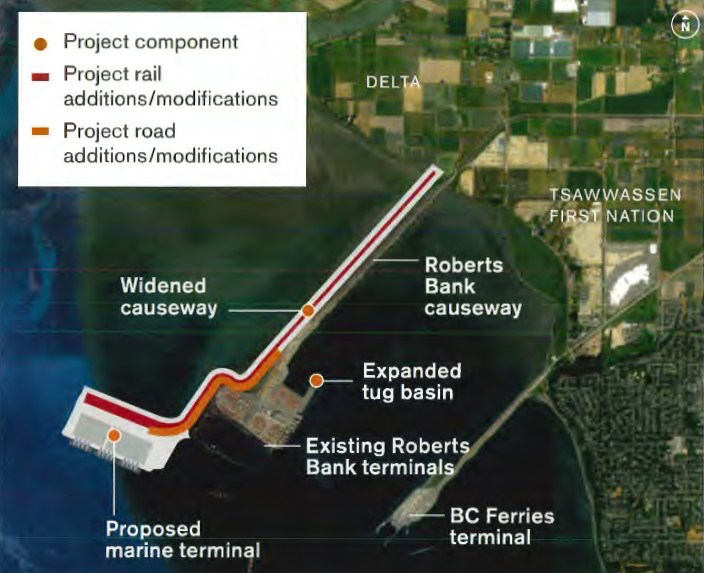 N
Project component
Project rail
additions/modifications
Project road
additions/modifications
DELTA
TSAWWASSEN
FIRST NATION
Roberts
Bank
causeway
Widened
causeway
Expanded
tug basin
Existing Roberts
Bank terminals
BC Ferries
terminal
Proposed
marine terminal